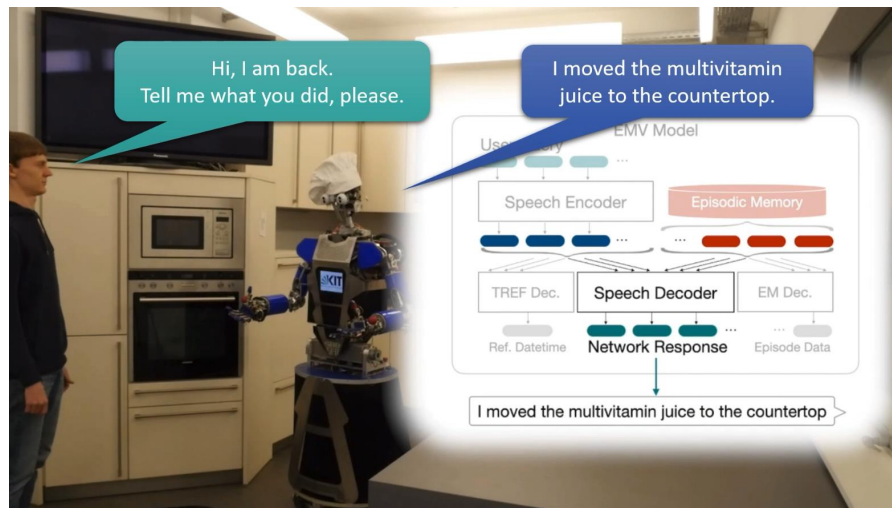 Hi, I am back.
Tell me what you did, please.
I moved the multivitamin
juice to the countertop.
EMV Model
Speech Encoder
Episodic Memory
...
...
TREF Dec.
Speech Decoder
EM Dec.
...
...
Ref. Datetime
Network Response
Episode Data
I moved the multivitamin juice to the countertop
KIT